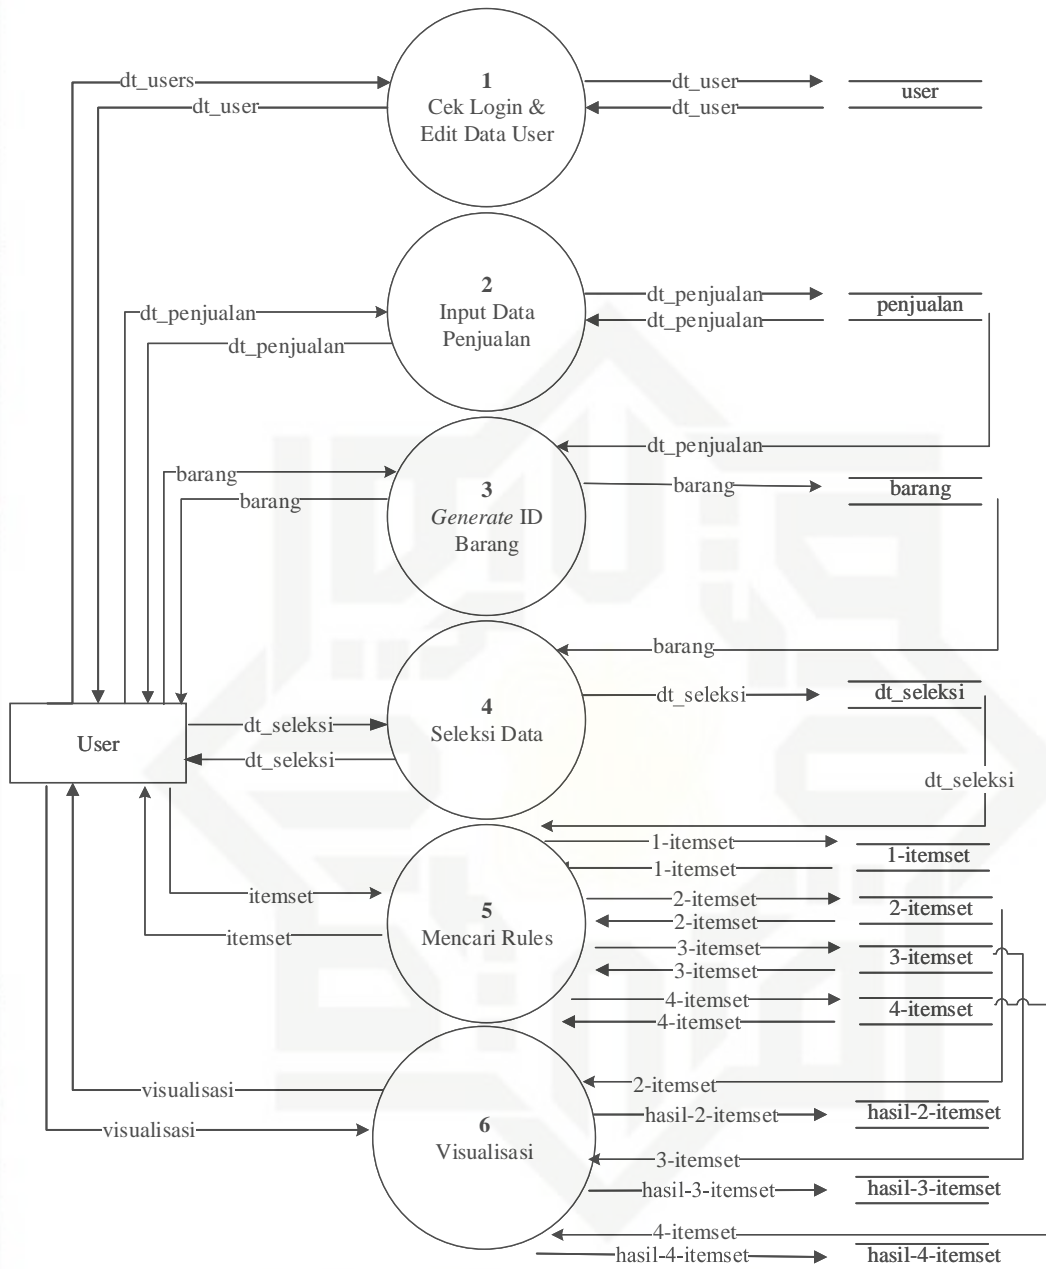 dt_users
1
Cek Login &
Edit Data User
dt_user
dt_user
dt_user
user
2
Input Data
Penjualan
dt_penjualan
dt_penjualan
dt_penjualan
dt_penjualan
penjualan
dt_penjualan
barang
barang
3
Generate ID
Barang
barang
barang
barang
User
dt_seleksi
dt_seleksi
4
Seleksi Data
dt_seleksi
dt_seleksi
dt_seleksi
1-itemset
1-itemset
1-itemset
itemset
itemset
5
Mencari Rules
2-itemset
2-itemset
2-itemset
3-itemset
3-itemset
3-itemset
4-itemset
4-itemset
4-itemset
visualisasi
visualisasi
6
Visualisasi
2-itemset
hasil-2-itemset
hasil-2-itemset
3-itemset
hasil-3-itemset
hasil-3-itemset
4-itemset
hasil-4-itemset
hasil-4-itemset